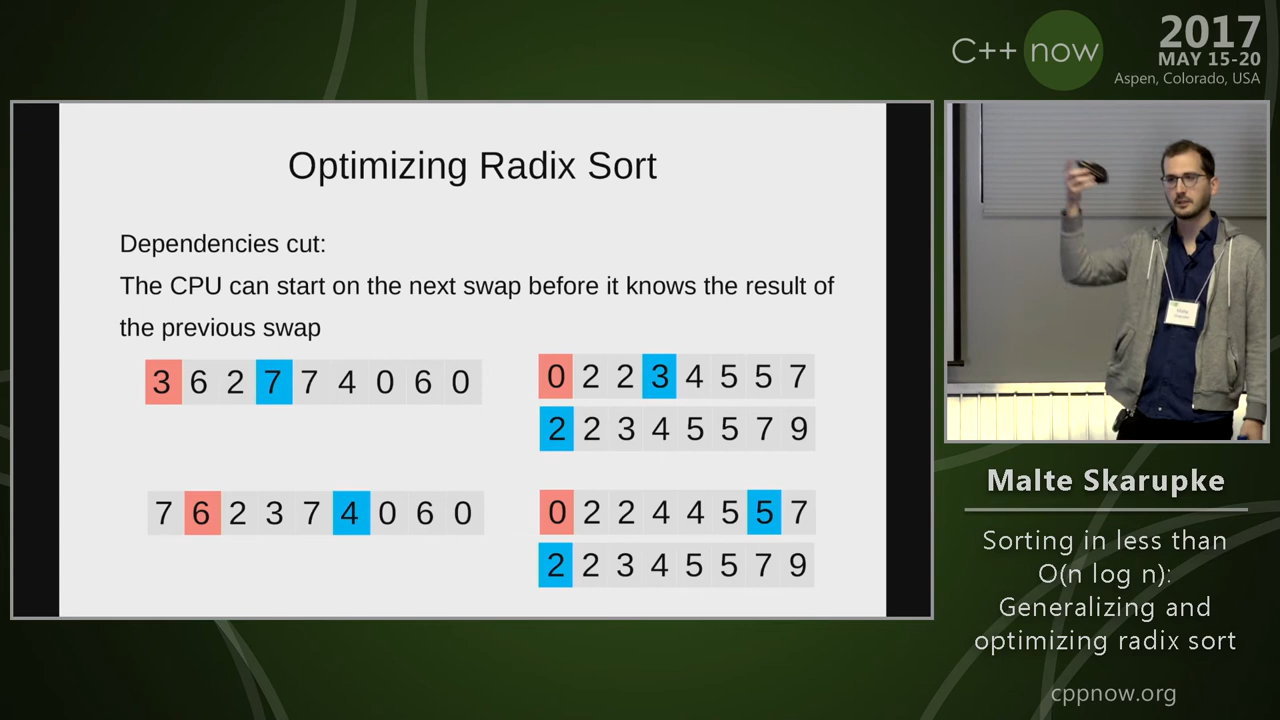 C++ now
2017
MAY 15-20
Aspen, Colorado, USA
Optimizing Radix Sort
Dependencies cut:
The CPU can start on the next swap before it knows the result of
the previous swap
3 6 2 7 7 4 0 6 0
0 2 2 3 4 5 5 7
2 2 3 4 5 5 7 9
7 6 2 3 7 4 0 6 0
0 2 2 4 4 5 5 7
2 2 3 4 5 5 7 9
Malte Skarupke
Sorting in less than
O(n log n):
Generalizing and
optimizing radix sort
cppnow.org